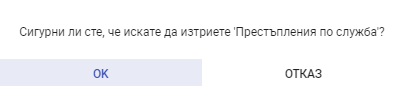 Сигурни ли сте, че искате да изтриете 'Престъпления по служба'?
OK ОТКАЗ